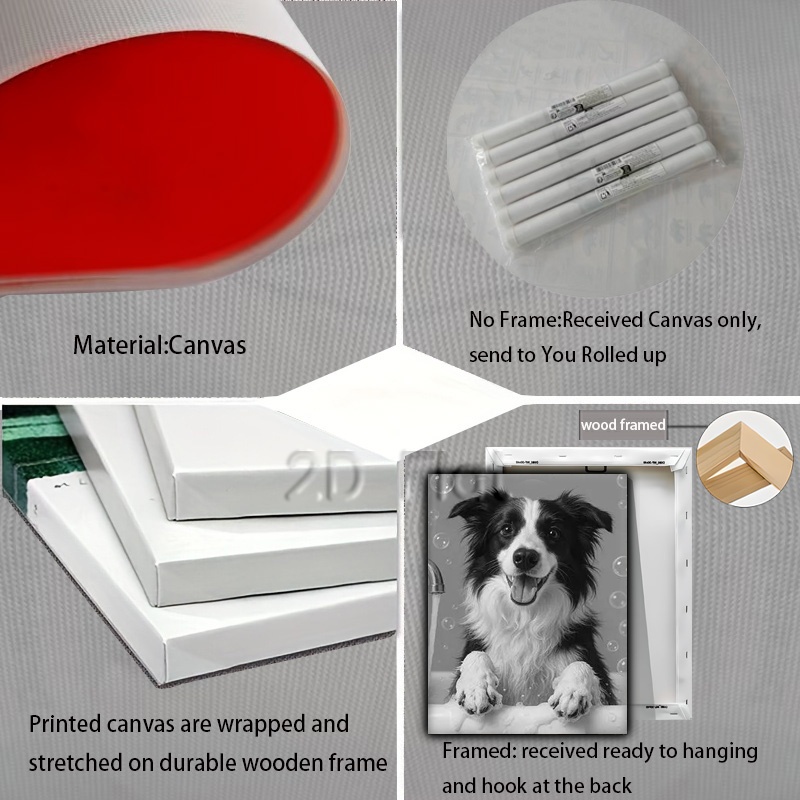 Material:Canvas
No Frame:Received Canvas only,
send to You Rolled up
2D
wood framed
Printed canvas are wrapped and
stretched on durable wooden frame
Framed: received ready to hanging
and hook at the back